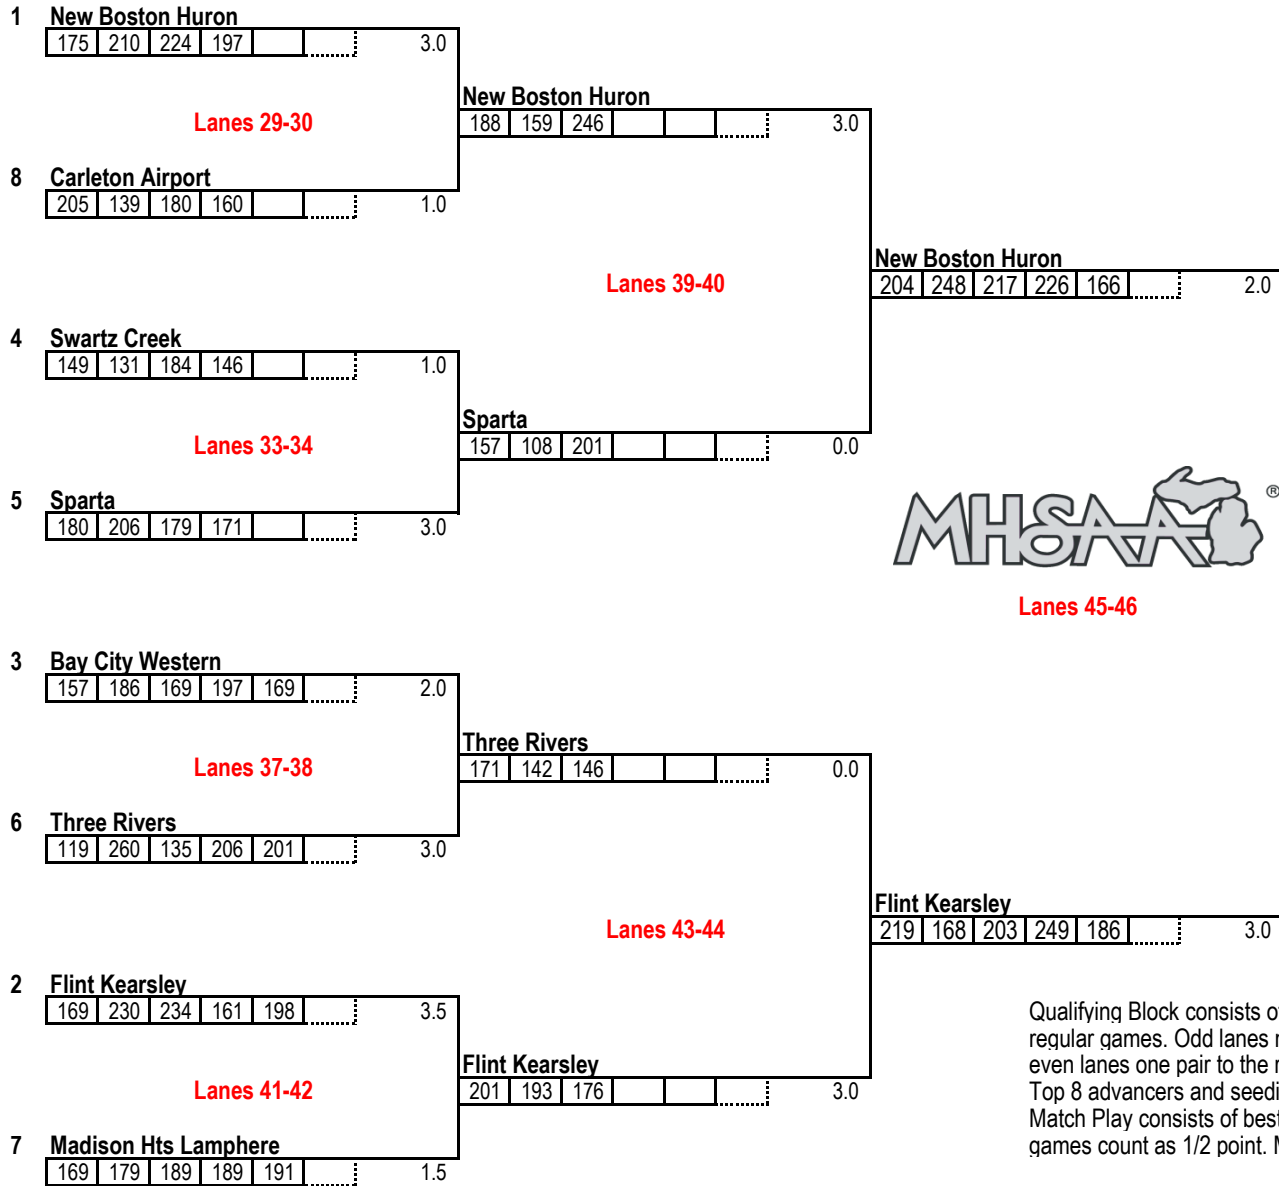 1 New Boston Huron
175 210 224 197 3.0
New Boston Huron
Lanes 29-30
188 159 246 3.0
8 Carleton Airport
205 139 180 160 1.0
New Boston Huron
Lanes 39-40
204 248 217 226 166 2.0
4 Swartz Creek
149 131 184 146 1.0
Sparta
Lanes 33-34
157 108 201 0.0
5 Sparta
180 206 179 171 3.0
MHSAA ®
Lanes 45-46
3 Bay City Western
157 186 169 197 169 2.0
Three Rivers
Lanes 37-38
171 142 146 0.0
6 Three Rivers
119 260 135 206 201 3.0
Flint Kearsley
Lanes 43-44
219 168 203 249 186 3.0
2 Flint Kearsley
169 230 234 161 198 3.5
Qualifying Block consists
regular games. Odd lanes
even lanes one pair to the
Flint Kearsley
Lanes 41-42
201 193 176 3.0
Top 8 advancers and
Match Play consists of best
games count as 1/2 point.
7 Madison Hts Lamphere
169 179 189 189 191 1.5